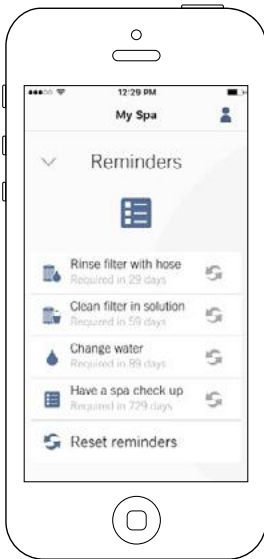 12:29 PM
My Spa
Reminders
Rinse filter with hose
Required in 29 days
Clean filter in solution
Required in 59 days
Change water
Required in 89 days
Have a spa check up
Required in 729 days
Reset reminders